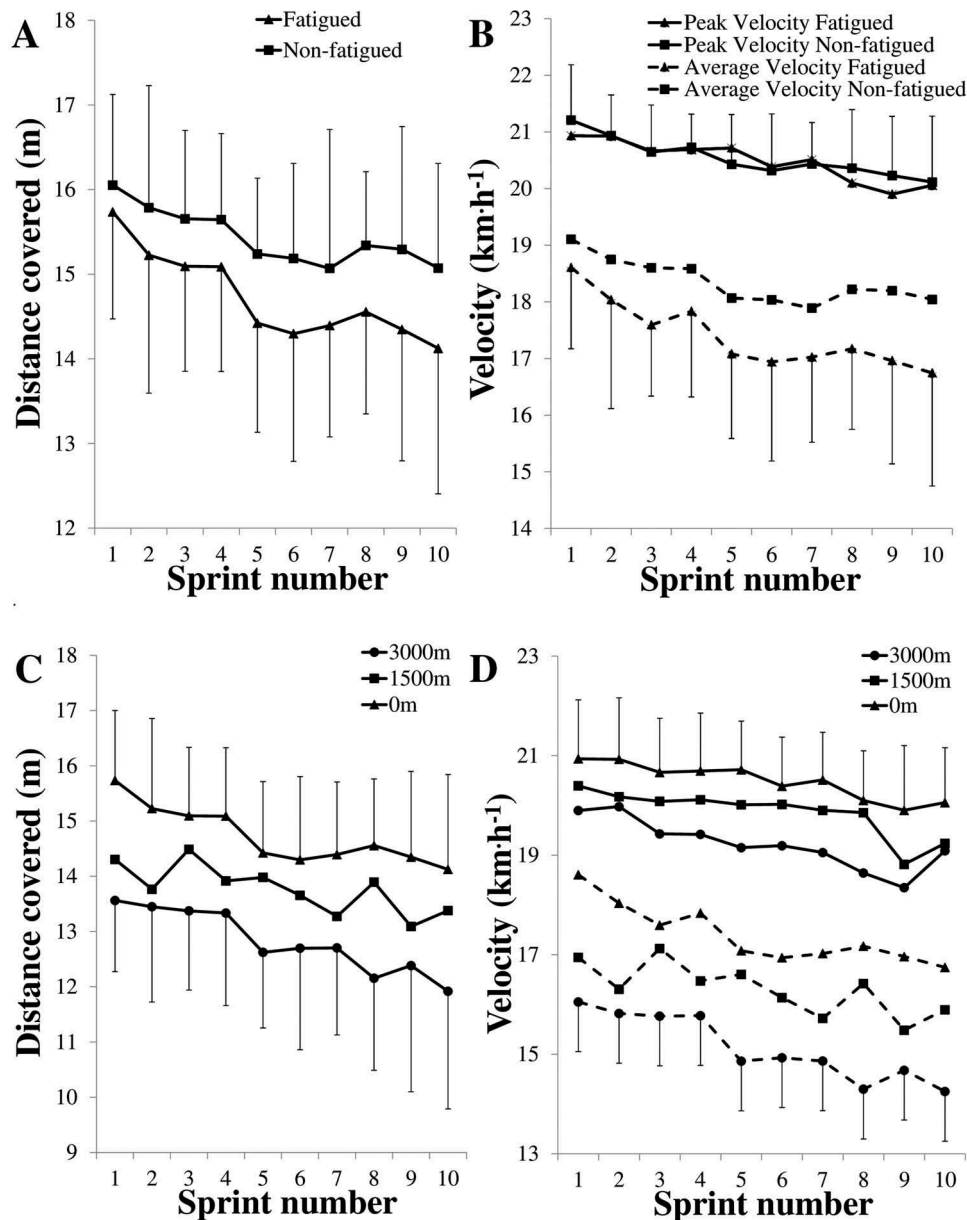 A
Fatigued
Non-fatigued
Distance covered (m)
18
17
16
15
14
13
12
1 2 3 4 5 6 7 8 9 10
Sprint number
B
Peak Velocity Fatigued
Peak Velocity Non-fatigued
Average Velocity Fatigued
Average Velocity Non-fatigued
Velocity (km·h⁻¹)
23
22
21
20
19
18
17
16
15
14
1 2 3 4 5 6 7 8 9 10
Sprint number
C
3000m
1500m
0m
Distance covered (m)
18
17
16
15
14
13
12
11
10
9
1 2 3 4 5 6 7 8 9 10
Sprint number
D
3000m
1500m
0m
Velocity (km·h⁻¹)
23
21
19
17
15
13
1 2 3 4 5 6 7 8 9 10
Sprint number